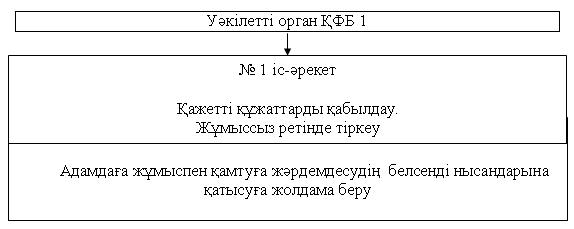 Уәкілетті орган ҚФБ 1
№ 1 іс-әрекет
Қажетті құжаттарды қабылдау.
Жұмыссыз ретінде тіркеу
Адамдаға жұмыспен қамтуға жәрдемдесудің белсенді нысандарына
қатысуға жолдама беру